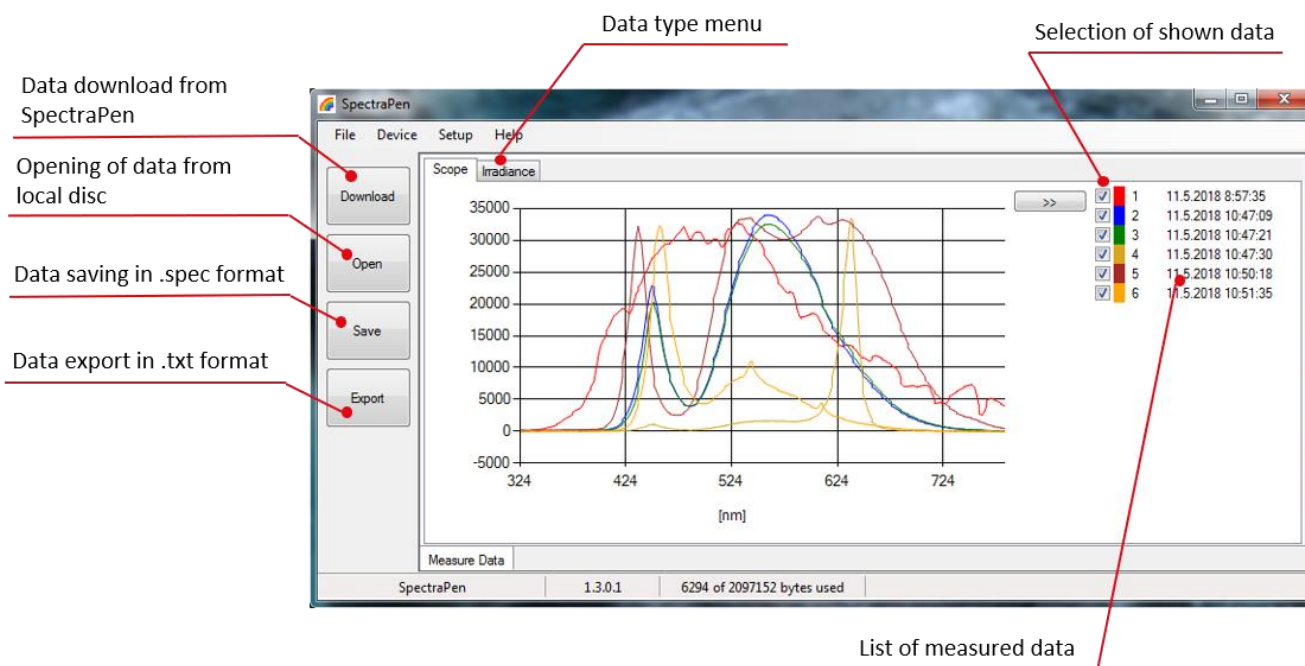 Data type menu
Selection of shown data
Data download from
SpectraPen
Opening of data from
local disc
Data saving in .spec format
Data export in .txt format
SpectraPen
File Device Setup Help
Scope Irradiance
Download
Open
Save
Export
35000
30000
25000
20000
15000
10000
5000
0
-5000
324 424 524 624 724
[nm]
>>
1 11.5.2018 8:57:35
2 11.5.2018 10:47:09
3 11.5.2018 10:47:21
4 11.5.2018 10:47:30
5 11.5.2018 10:50:18
6 11.5.2018 10:51:35
Measure Data
SpectraPen 1.3.0.1 6294 of 2097152 bytes used
List of measured data